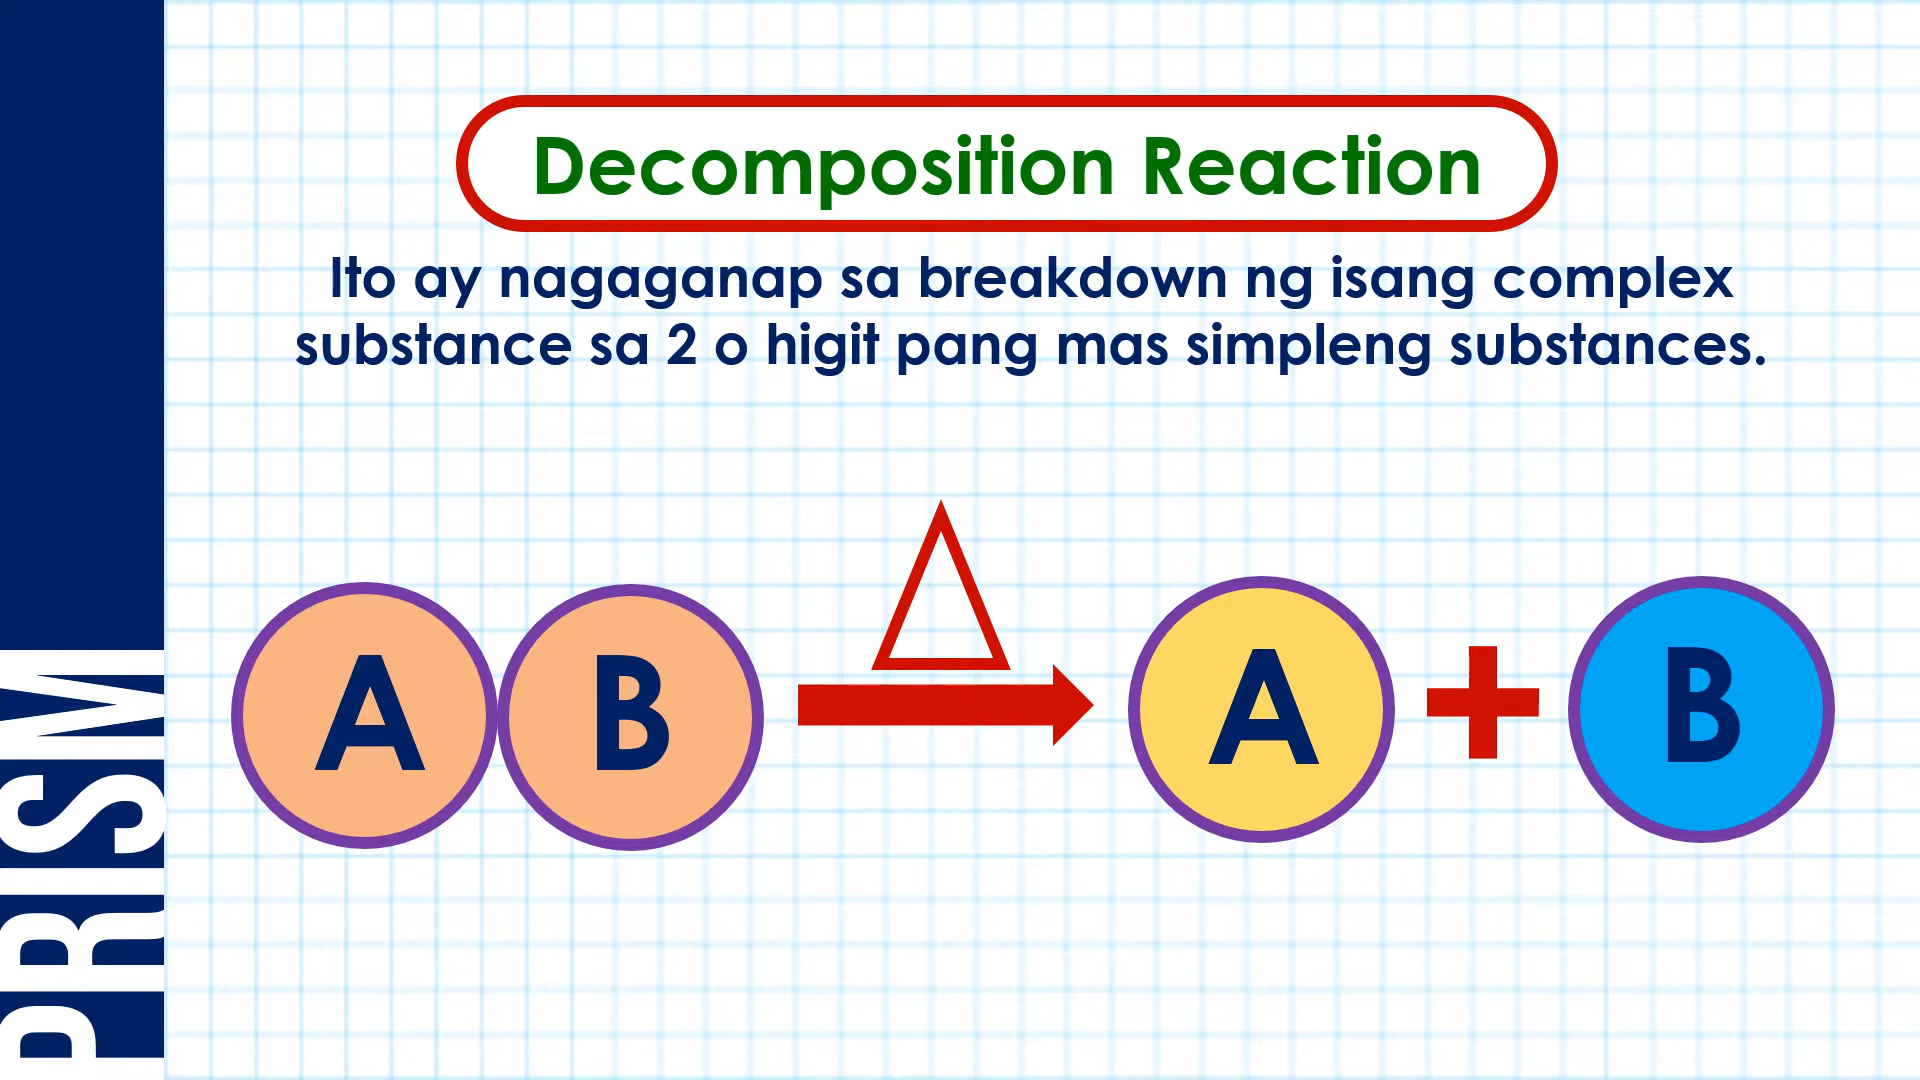 Decomposition Reaction
Ito ay nagaganap sa breakdown ng isang complex
substance sa 2 o higit pang mas simpleng substances.
A B A + B
PRISM